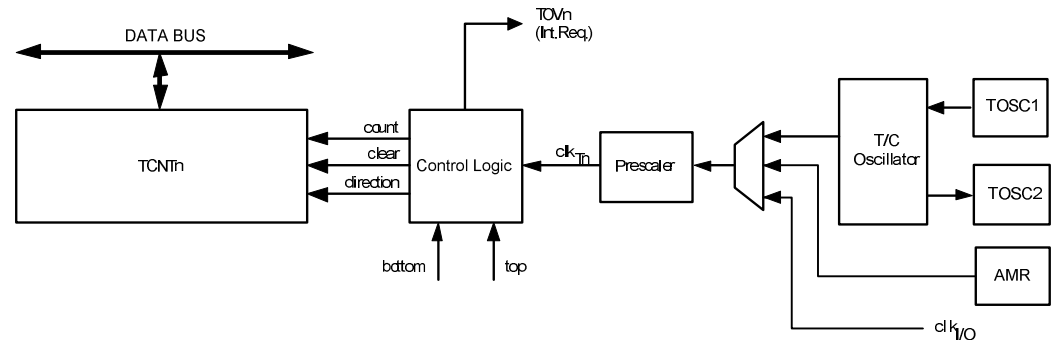 DATA BUS
TOVn
(Int.Req.)
TCNTn
count
clear
direction
Control Logic
clkTn
Prescaler
T/C
Oscillator
TOSC1
TOSC2
AMR
bottom
top
clkI/O